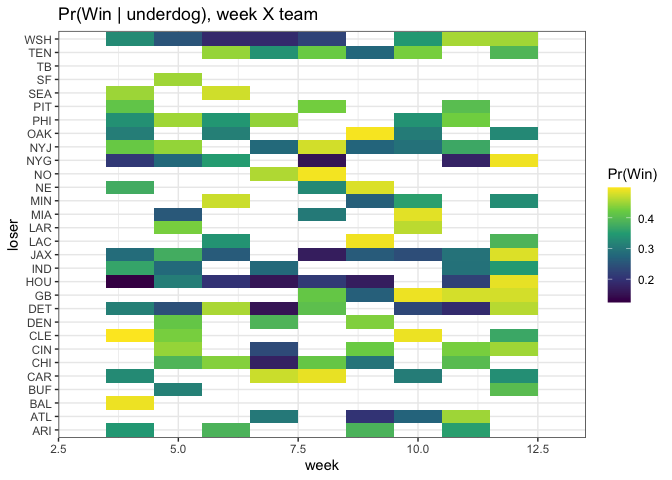 Pr(Win | underdog), week X team
WSH
TEN
TB
SF
SEA
PIT
PHI
OAK
NYJ
NYG
NO
NE
MIN
MIA
LAR
LAC
JAX
IND
HOU
GB
DET
DEN
CLE
CIN
CHI
CAR
BUF
BAL
ATL
ARI
loser
2.5 5.0 7.5 10.0 12.5
week
Pr(Win)
0.4
0.3
0.2